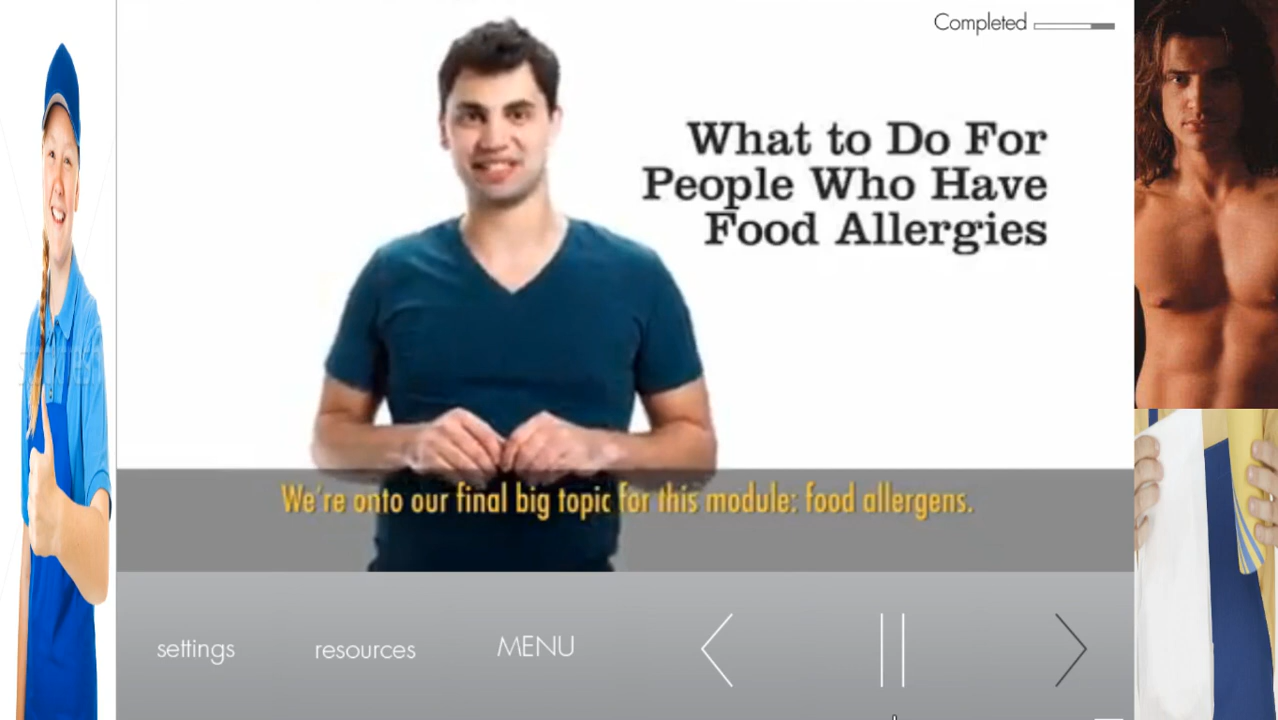 Completed
What to Do For
People Who Have
Food Allergies
We're onto our final big topic for this module: food allergens.
settings
resources
MENU